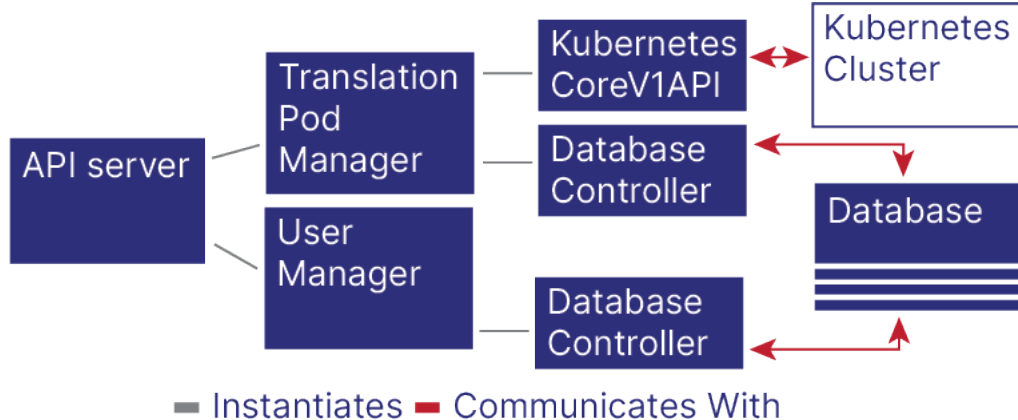 API server
Translation
Pod
Manager
User
Manager
Kubernetes
CoreV1API
Database
Controller
Database
Controller
Kubernetes
Cluster
Database
Instantiates
Communicates With